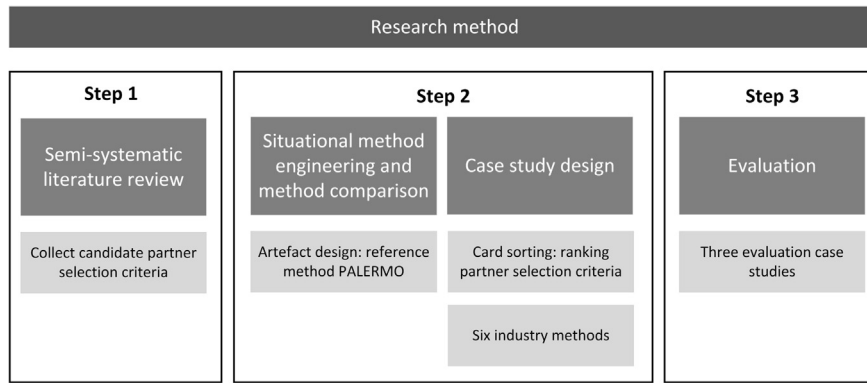 Research method
Step 1
Semi-systematic
literature review
Collect candidate partner
selection criteria
Step 2
Situational method
engineering and
method comparison
Artefact design: reference
method PALERMO
Case study design
Card sorting: ranking
partner selection criteria
Six industry methods
Step 3
Evaluation
Three evaluation case
studies